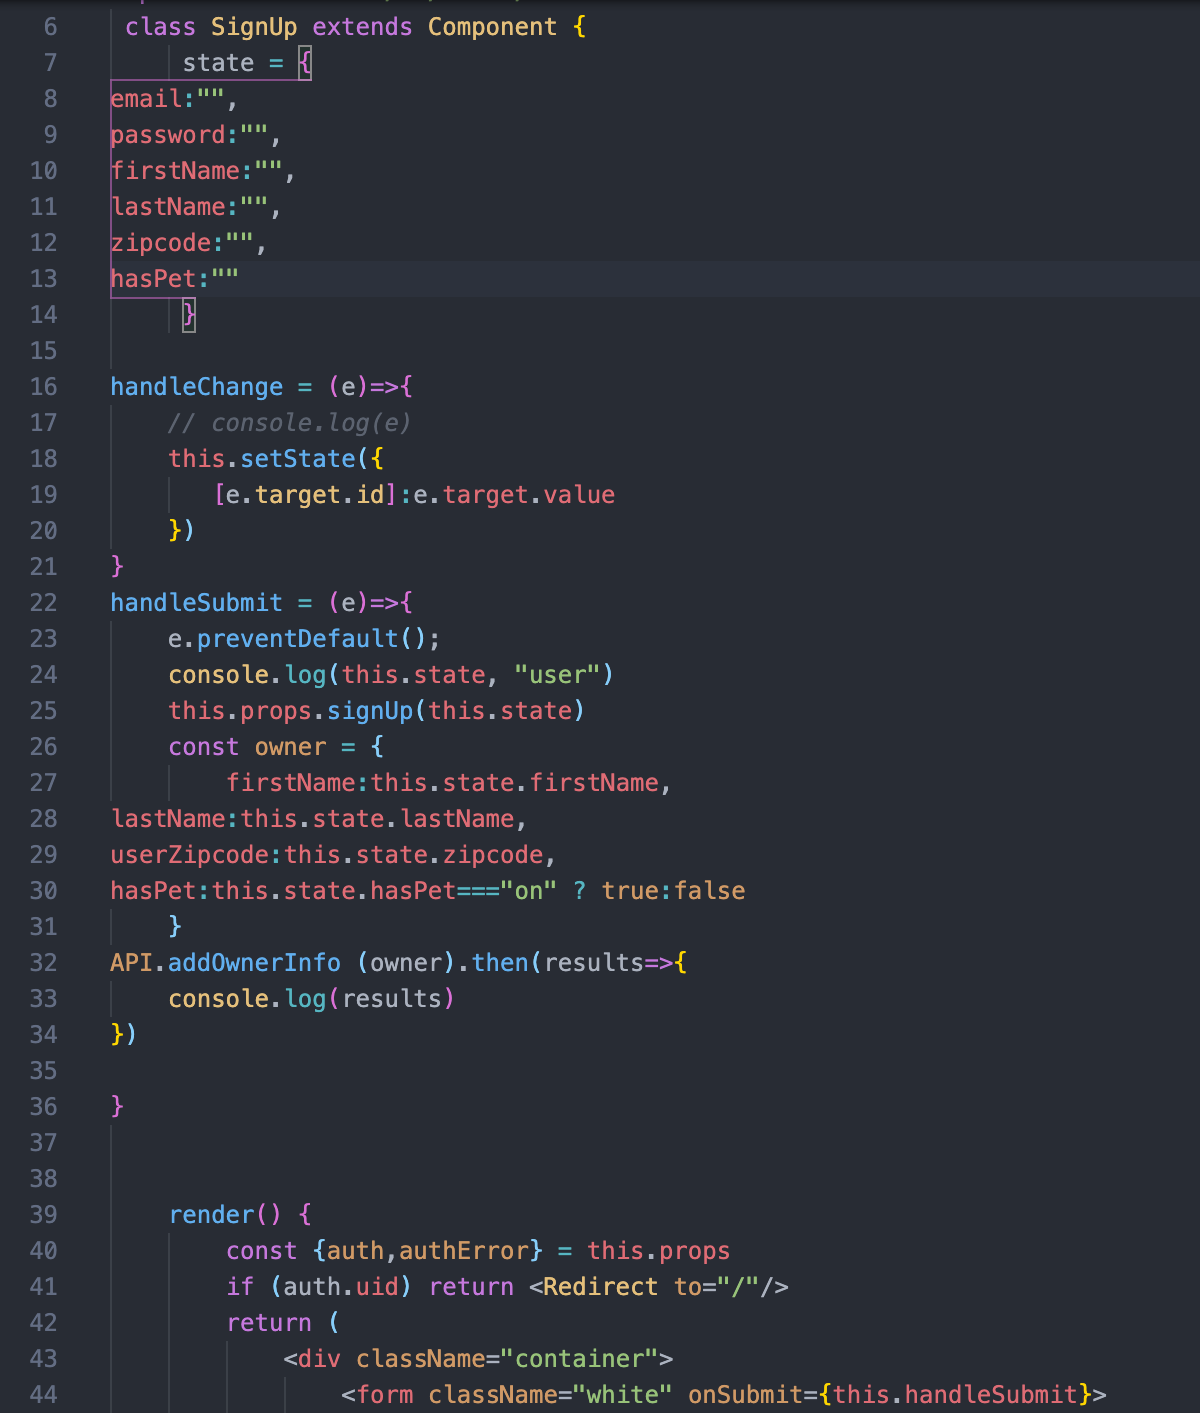 6 class SignUp extends Component {
7 state = {
8 email:"",
9 password:"",
10 firstName:"",
11 lastName:"",
12 zipcode:"",
13 hasPet:""
14 }
15
16 handleChange = (e)=>{
17 // console.log(e)
18 this.setState({
19 [e.target.id]:e.target.value
20 })
21 }
22 handleSubmit = (e)=>{
23 e.preventDefault();
24 console.log(this.state, "user")
25 this.props.signUp(this.state)
26 const owner = {
27 firstName:this.state.firstName,
28 lastName:this.state.lastName,
29 userZipcode:this.state.zipcode,
30 hasPet:this.state.hasPet==="on" ? true:false
31 }
32 API.addOwnerInfo (owner).then(results=>{
33 console.log(results)
34 })
35
36 }
37
38
39 render() {
40 const {auth,authError} = this.props
41 if (auth.uid) return <Redirect to="/"/>
42 return (
43 <div className="container">
44 <form className="white" onSubmit={this.handleSubmit}>